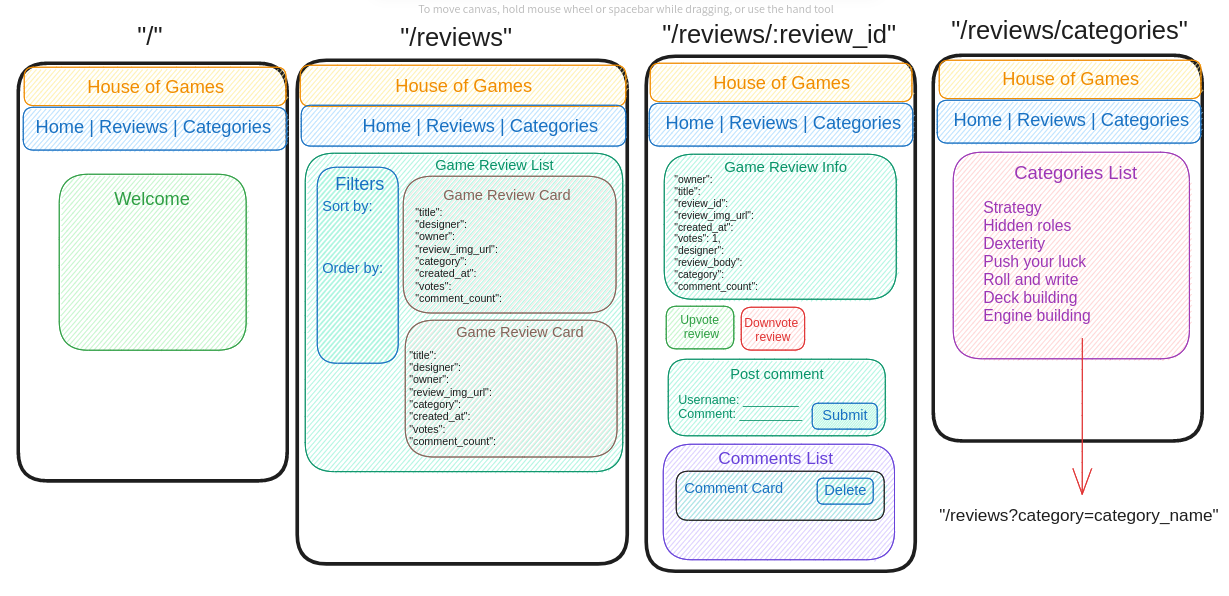 To move canvas, hold mouse wheel or spacebar while dragging, or use the hand tool
"/"
House of Games
Home | Reviews | Categories
Welcome
"/reviews"
House of Games
Home | Reviews | Categories
Game Review List
Filters
Sort by:
Order by:
Game Review Card
"title":
"designer":
"owner":
"review_img_url":
"category":
"created_at":
"votes":
"comment_count":
Game Review Card
"title":
"designer":
"owner":
"review_img_url":
"category":
"created_at":
"votes":
"comment_count":
"/reviews/:review_id"
House of Games
Home | Reviews | Categories
Game Review Info
"owner":
"title":
"review_id":
"review_img_url":
"created_at":
"votes": 1,
"designer":
"review_body":
"category":
"comment_count":
Upvote
review
Downvote
review
Post comment
Username: ________
Comment: _________
Submit
Comments List
Comment Card
Delete
"/reviews/categories"
House of Games
Home | Reviews | Categories
Categories List
Strategy
Hidden roles
Dexterity
Push your luck
Roll and write
Deck building
Engine building
"/reviews?category=category_name"